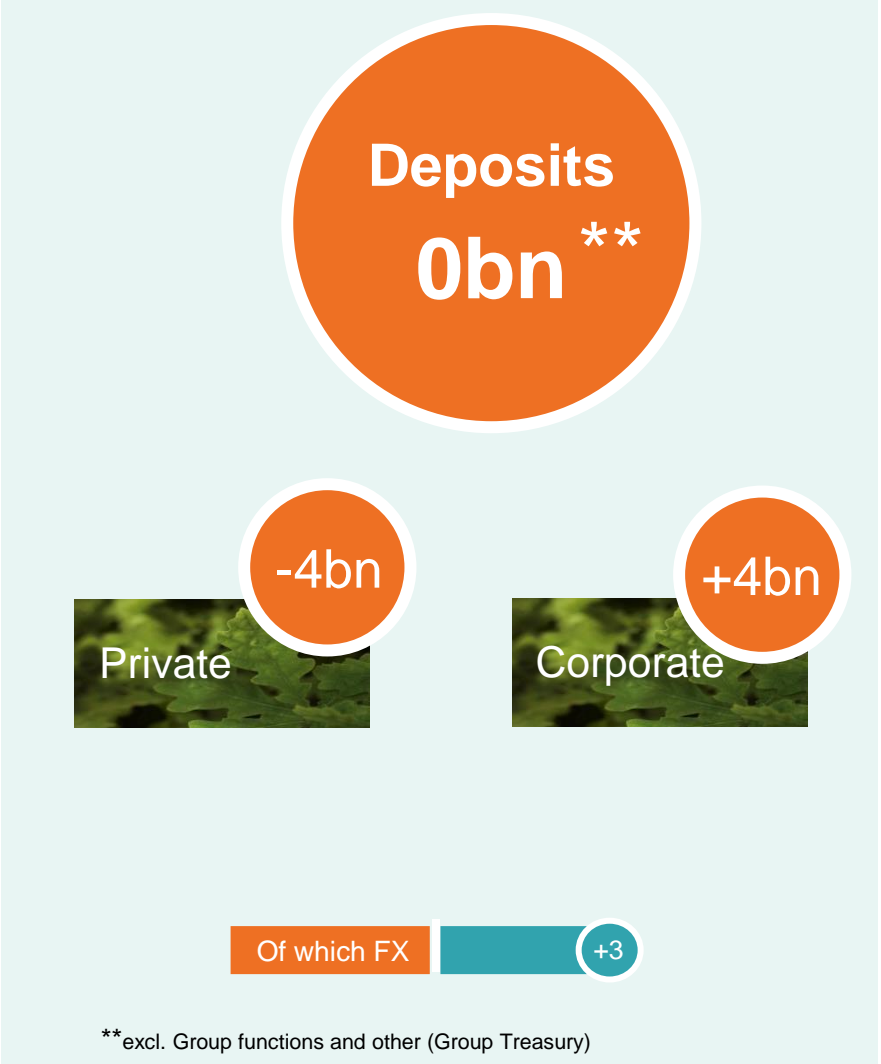 Deposits
0bn**
-4bn
+4bn
Private
Corporate
Of which FX
+3
**excl. Group functions and other (Group Treasury)